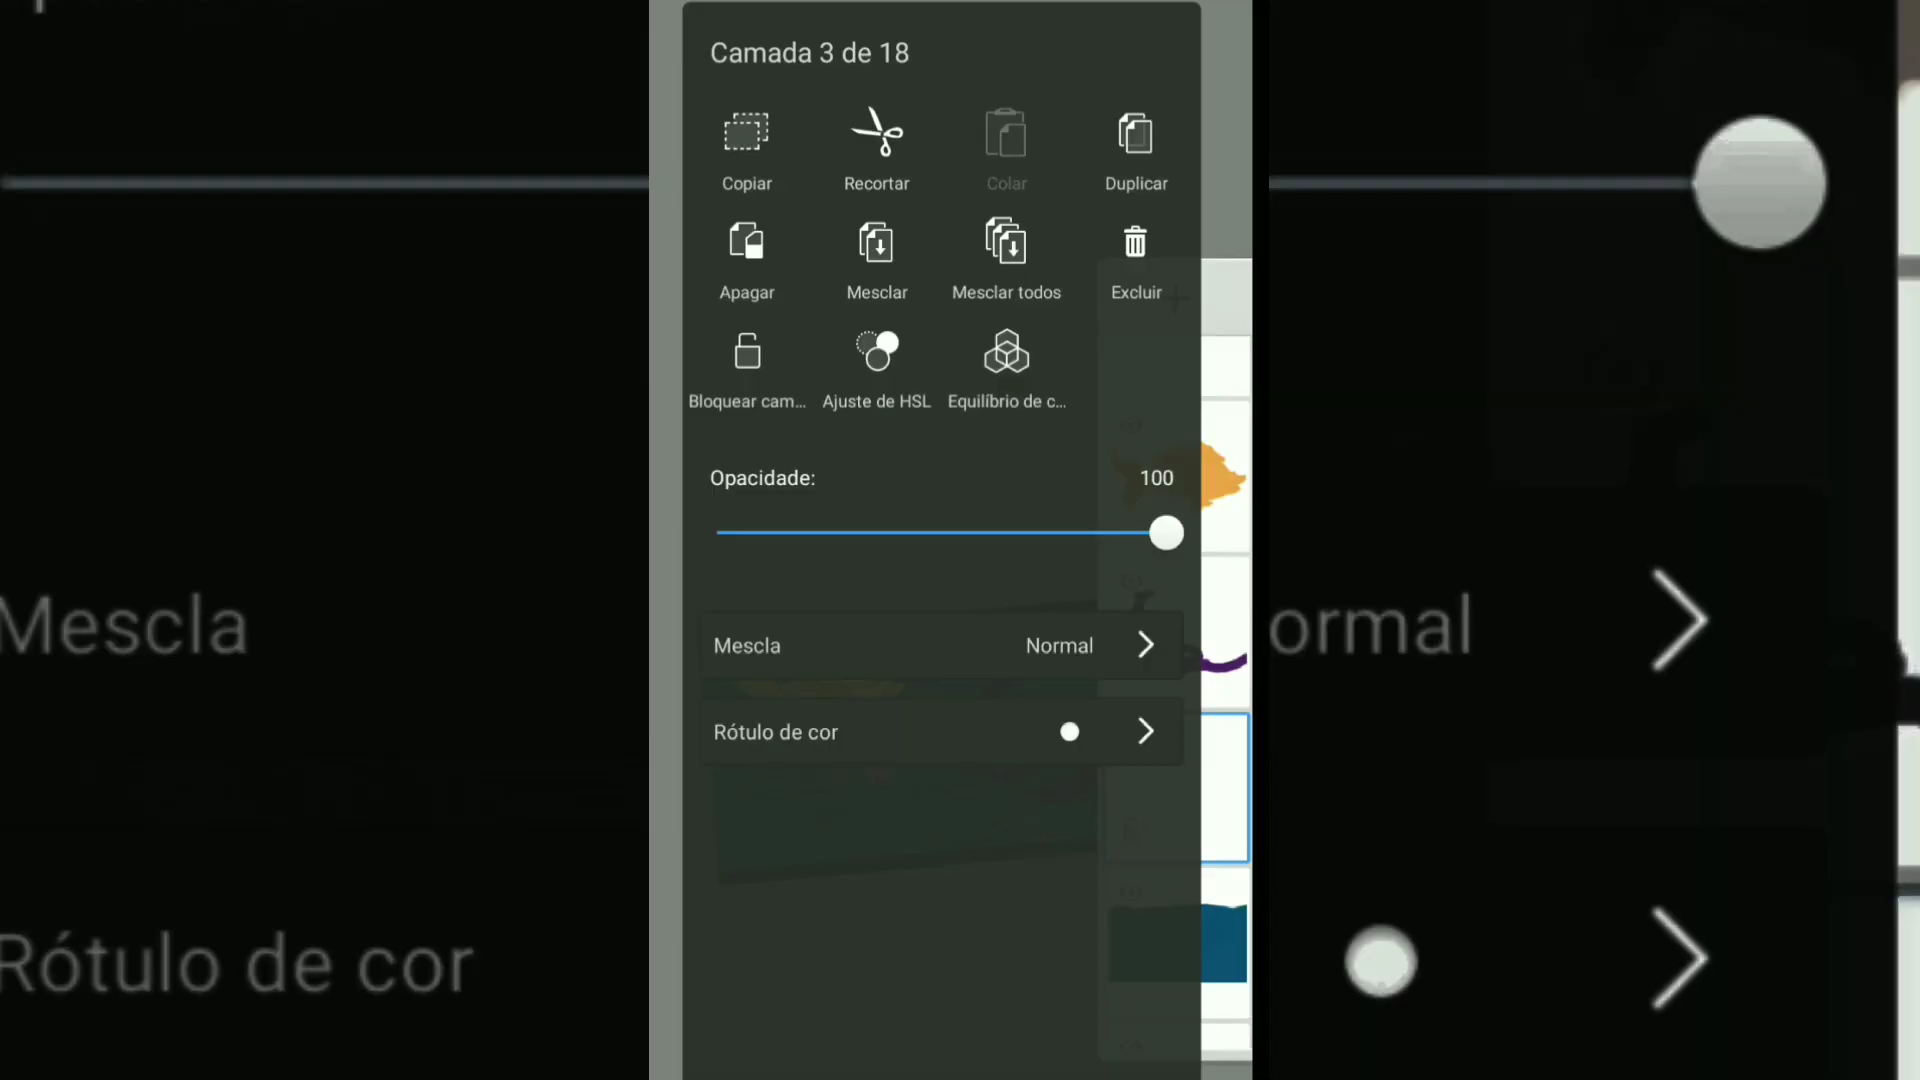 Camada 3 de 18
Copiar
Recortar
Colar
Duplicar
Apagar
Mesclar
Mesclar todos
Excluir
Bloquear cam...
Ajuste de HSL
Equilíbrio de c...
Opacidade:
100
Mescla
Normal
Rótulo de cor
Mescla
ormal
Rótulo de cor